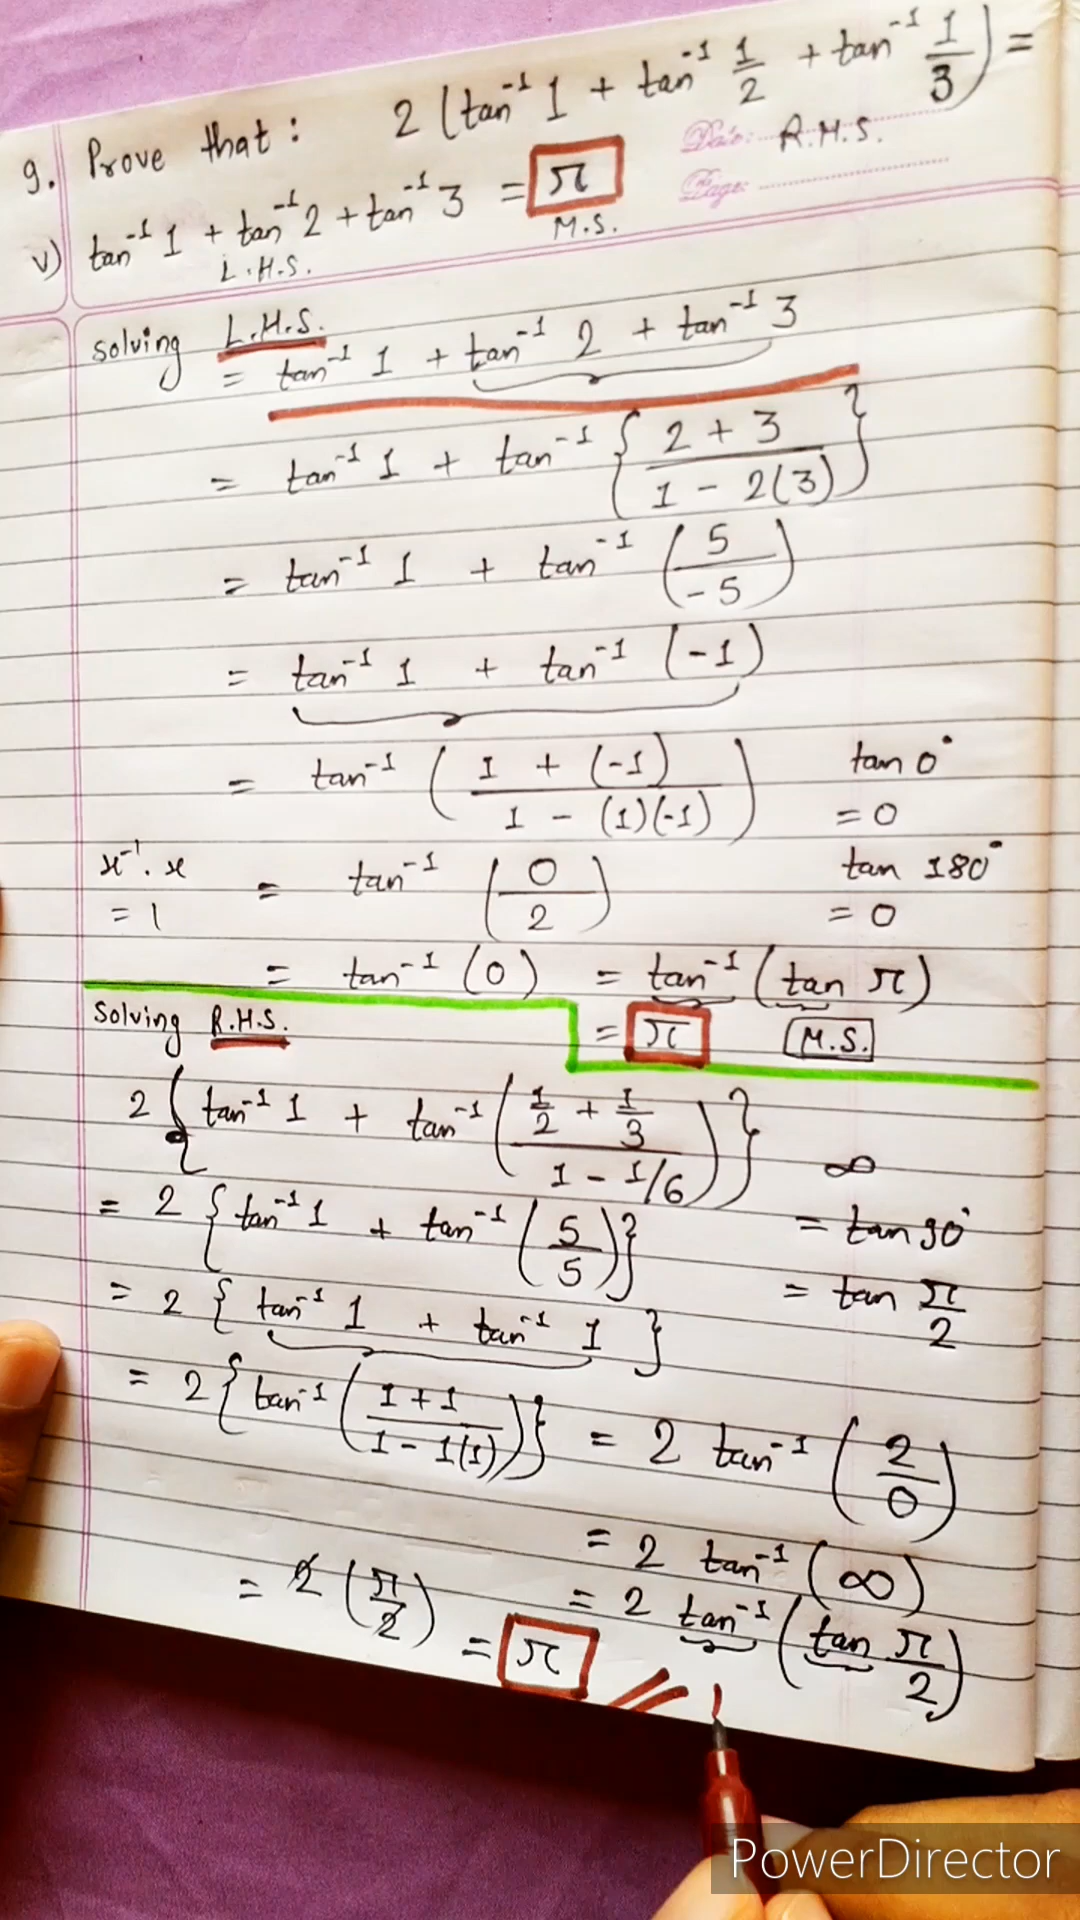 9. Prove that : 2 (tan⁻¹ 1 + tan⁻¹ 1/2 + tan⁻¹ 1/3) =
Date: R.H.S.
v) tan⁻¹ 1 + tan⁻¹ 2 + tan⁻¹ 3 = π
Page:
L.H.S. M.S.
Solving L.H.S.
= tan⁻¹ 1 + tan⁻¹ 2 + tan⁻¹ 3
= tan⁻¹ 1 + tan⁻¹ { (2 + 3)/(1 - 2(3)) }
= tan⁻¹ 1 + tan⁻¹ (5/-5)
= tan⁻¹ 1 + tan⁻¹ (-1)
= tan⁻¹ ( (1 + (-1))/(1 - (1)(-1)) ) tan 0°
= 0
x⁻¹ . x = tan⁻¹ (0/2) tan 180°
= 1 = 0
= tan⁻¹ (0) = tan⁻¹ (tan π)
Solving R.H.S. = π M.S.
2 { tan⁻¹ 1 + tan⁻¹ ( (1/2 + 1/3)/(1 - 1/6) ) } ∞
= 2 { tan⁻¹ 1 + tan⁻¹ (5/5) } = tan 90°
= 2 { tan⁻¹ 1 + tan⁻¹ 1 } = tan π/2
= 2 { tan⁻¹ ( (1 + 1)/(1 - 1(1)) ) } = 2 tan⁻¹ (2/0)
= 2 tan⁻¹ (∞)
= 2 tan⁻¹ (tan π/2)
= 2 (π/2) = π
PowerDirector